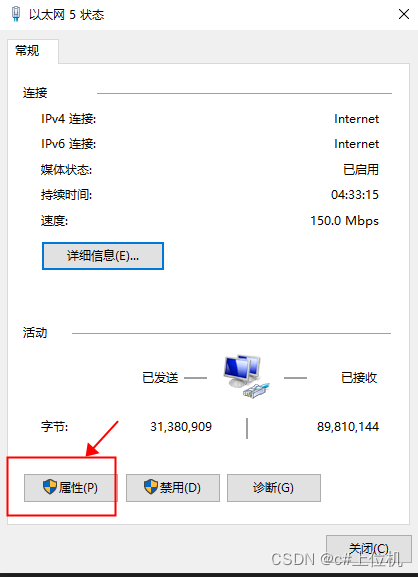 以太网 5 状态
常规
连接
IPv4 连接: Internet
IPv6 连接: Internet
媒体状态: 已启用
持续时间: 04:33:15
速度: 150.0 Mbps
详细信息(E)...
活动
已发送 已接收
字节: 31,380,909 89,810,144
属性(P) 禁用(D) 诊断(G)
关闭(C)
CSDN @c#上位机